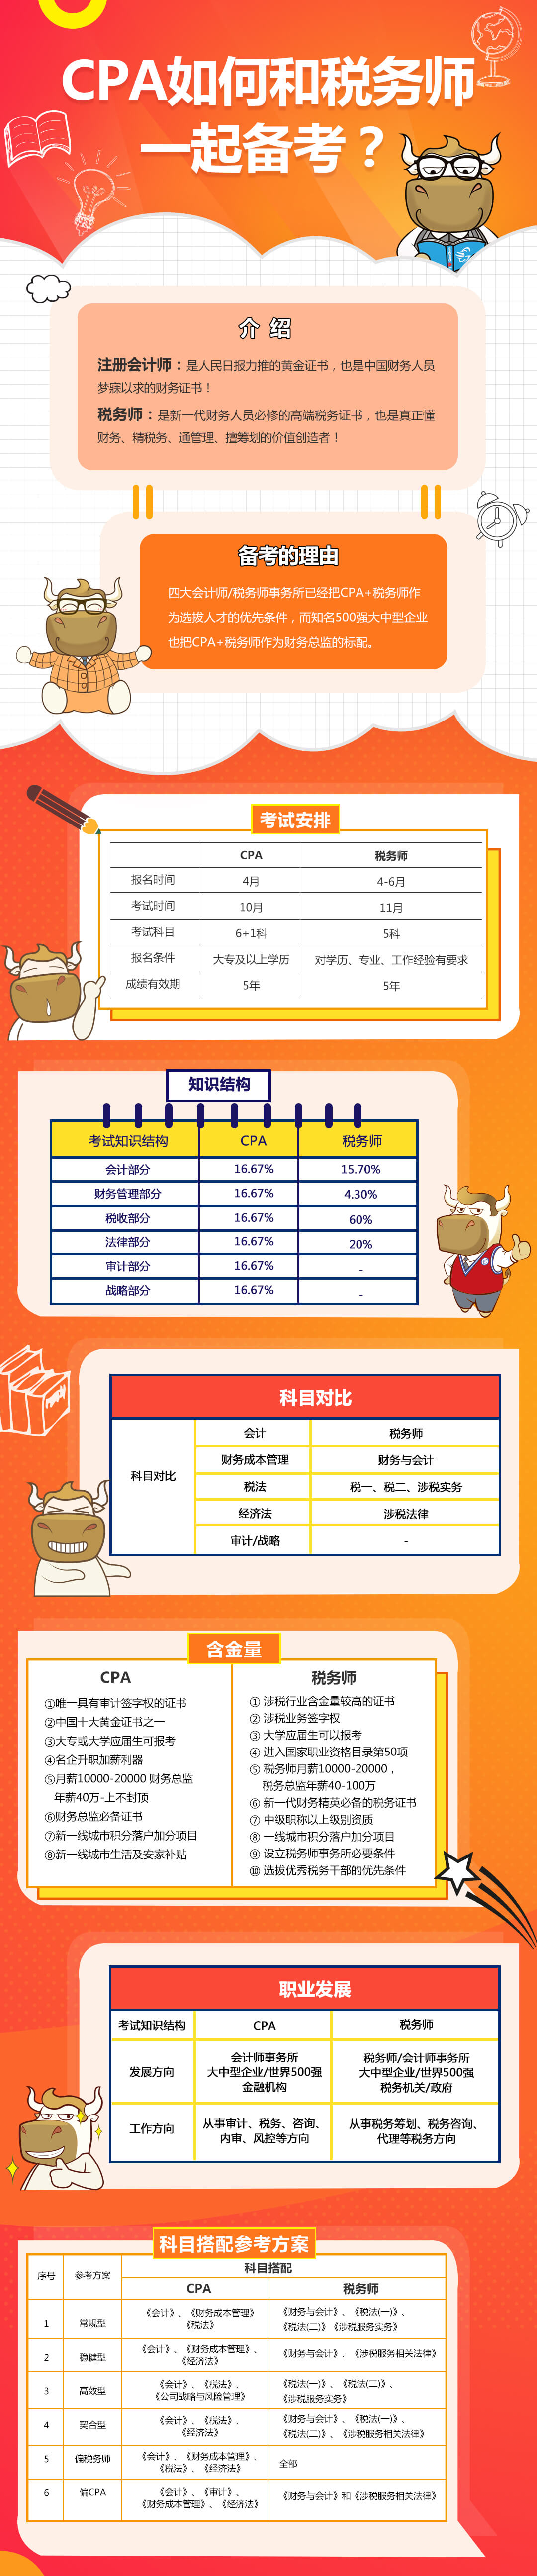 CPA如何和税务师
一起备考？
介 绍
注册会计师：是人民日报力推的黄金证书，也是中国财务人员
梦寐以求的财务证书！
税务师：是新一代财务人员必修的高端税务证书，也是真正懂
财务、精税务、通管理、擅筹划的价值创造者！
备考的理由
四大会计师/税务师事务所已经把CPA+税务师作
为选拔人才的优先条件，而知名500强大中型企业
也把CPA+税务师作为财务总监的标配。
考试安排
CPA 税务师
报名时间 4月 4-6月
考试时间 10月 11月
考试科目 6+1科 5科
报名条件 大专及以上学历 对学历、专业、工作经验有要求
成绩有效期 5年 5年
知识结构
考试知识结构 CPA 税务师
会计部分 16.67% 15.70%
财务管理部分 16.67% 4.30%
税收部分 16.67% 60%
法律部分 16.67% 20%
审计部分 16.67% -
战略部分 16.67% -
科目对比
会计 税务师
财务成本管理 财务与会计
科目对比 税法 税一、税二、涉税实务
经济法 涉税法律
审计/战略 -
含金量
CPA
①唯一具有审计签字权的证书
②中国十大黄金证书之一
③大专或大学应届生可报考
④名企升职加薪利器
⑤月薪10000-20000 财务总监
年薪40万-上不封顶
⑥财务总监必备证书
⑦新一线城市积分落户加分项目
⑧新一线城市生活及安家补贴
税务师
① 涉税行业含金量较高的证书
② 涉税业务签字权
③ 大学应届生可以报考
④ 进入国家职业资格目录第50项
⑤ 税务师月薪10000-20000，
税务总监年薪40-100万
⑥ 新一代财务精英必备的税务证书
⑦ 中级职称以上级别资质
⑧ 一线城市积分落户加分项目
⑨ 设立税务师事务所必要条件
⑩ 选拔优秀税务干部的优先条件
职业发展
考试知识结构 CPA 税务师
发展方向
会计师事务所
大中型企业/世界500强
金融机构
税务师/会计师事务所
大中型企业/世界500强
税务机关/政府
工作方向
从事审计、税务、咨询、
内审、风控等方向
从事税务筹划、税务咨询、
代理等税务方向
科目搭配参考方案
序号 参考方案 科目搭配
CPA 税务师
1 常规型
《会计》、《财务成本管理》
《税法》
《财务与会计》、《税法(一)》、
《税法(二)》《涉税服务实务》
2 稳健型
《会计》、《财务成本管理》、
《经济法》
《财务与会计》、《涉税服务相关法律》
3 高效型
《会计》、《税法》、
《公司战略与风险管理》
《税法(一)》、《税法(二)》、
《涉税服务实务》
4 契合型
《会计》、《税法》、
《经济法》
《财务与会计》、《税法(一)》、
《税法(二)》、《涉税服务相关法律》
5 偏税务师
《会计》、《财务成本管理》、
《税法》、《经济法》
全部
6 偏CPA
《会计》、《审计》、
《财务成本管理》、《经济法》
《财务与会计》和《涉税服务相关法律》